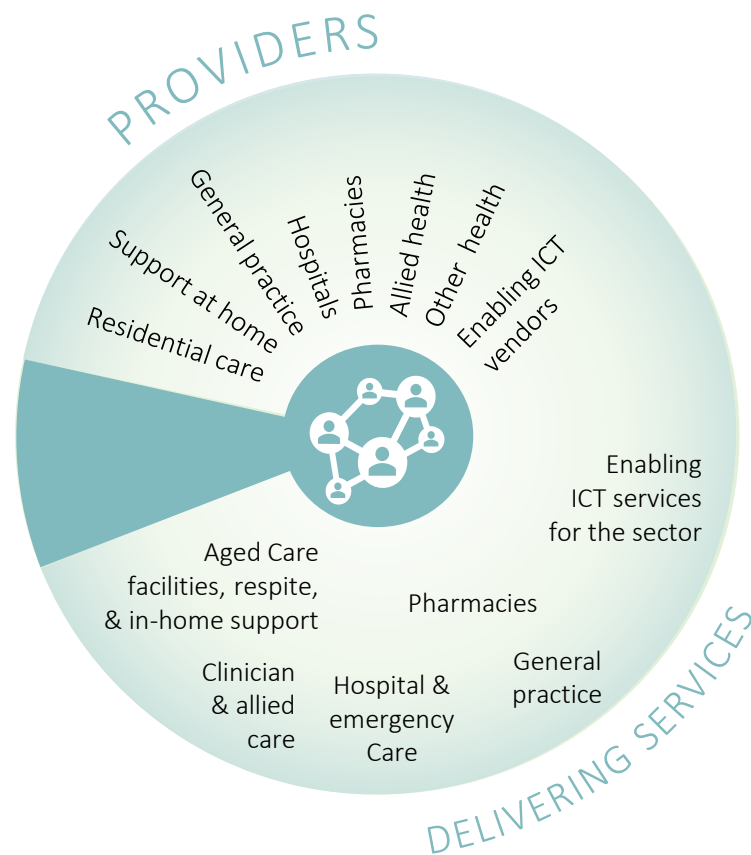 PROVIDERS
Residential care
Support at home
General practice
Hospitals
Pharmacies
Allied health
Other health
Enabling ICT
vendors
Enabling
ICT services
for the sector
Aged Care
facilities, respite,
& in-home support
Pharmacies
Clinician
& allied
care
Hospital &
emergency
Care
General
practice
DELIVERING SERVICES